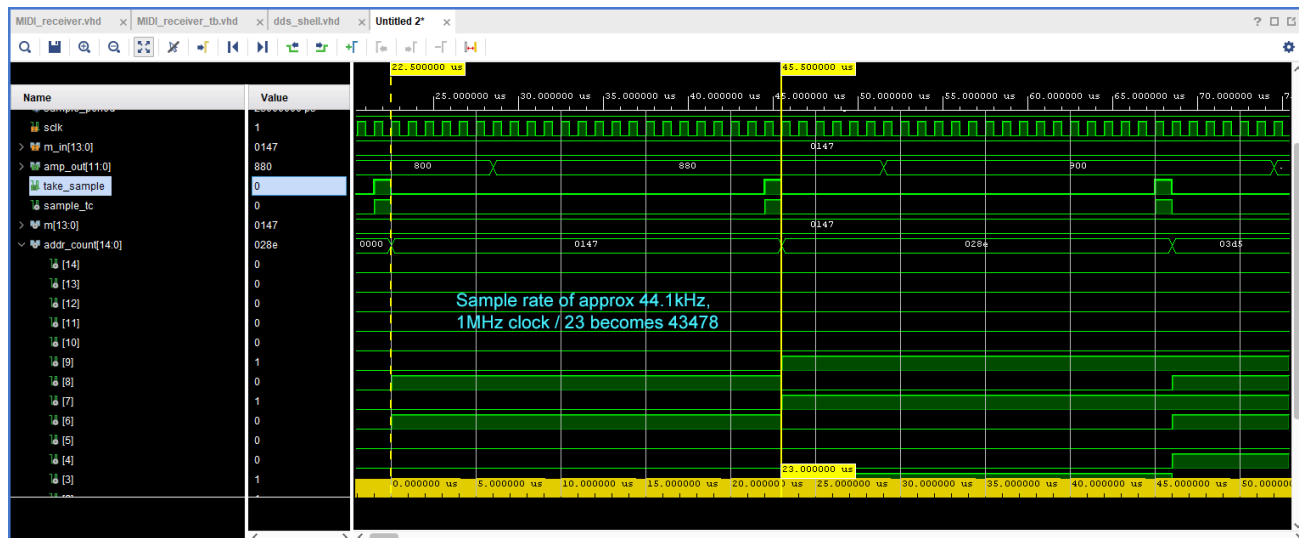 MIDI_receiver.vhd × MIDI_receiver_tb.vhd × dds_shell.vhd × Untitled 2* × ?
22.500000 us 45.500000 us
Name Value
25.000000 us 30.000000 us 35.000000 us 40.000000 us 45.000000 us 50.000000 us 55.000000 us 60.000000 us 65.000000 us 70.000000 us
sclk 1
m_in[13:0] 0147 0147
amp_out[11:0] 880 800 880 900
take_sample 0
sample_tc 0
m[13:0] 0147 0147
addr_count[14:0] 028e 0000 0147 028e 03d5
[14] 0
[13] 0
[12] 0
Sample rate of approx 44.1kHz,
[11] 0
1MHz clock / 23 becomes 43478
[10] 0
[9] 1
[8] 0
[7] 1
[6] 0
[5] 0
[4] 0
23.000000 us
[3] 1
0.000000 us 5.000000 us 10.000000 us 15.000000 us 20.000000 us 25.000000 us 30.000000 us 35.000000 us 40.000000 us 45.000000 us 50.000000